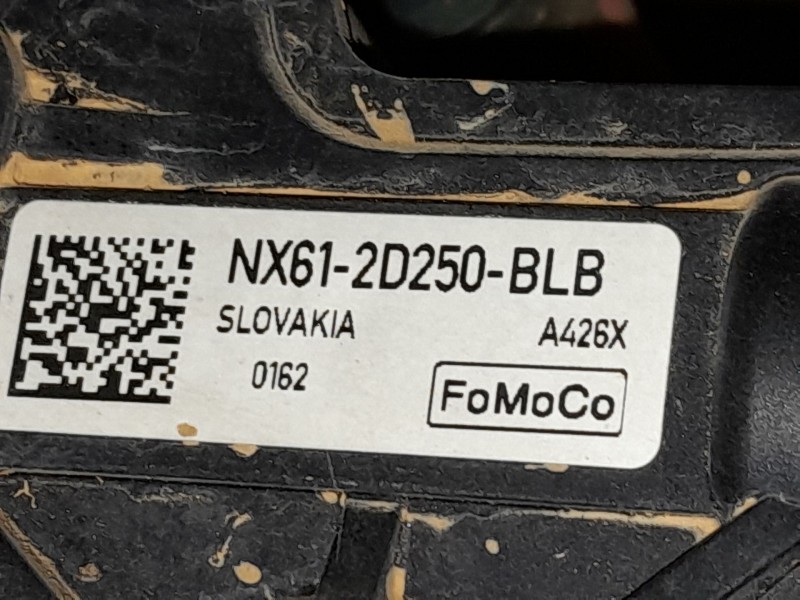 NX61-2D250-BLB
SLOVAKIA
A426X
0162
FoMoCo